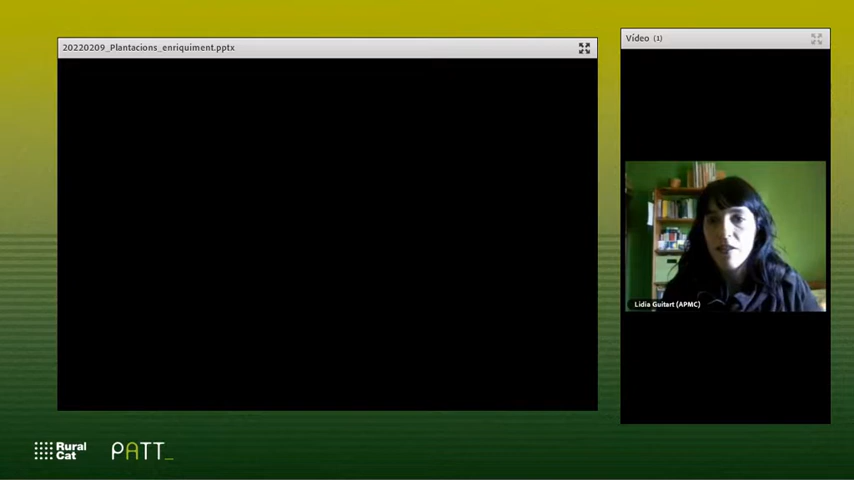 20220209_Plantacions_enriquiment.pptx
Vídeo (1)
Lidia Guitart (APMC)
Rural
Cat
PATT_